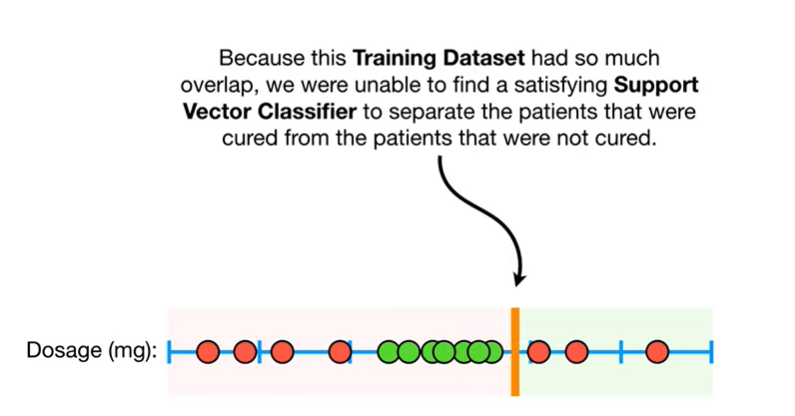 Because this Training Dataset had so much
overlap, we were unable to find a satisfying Support
Vector Classifier to separate the patients that were
cured from the patients that were not cured.
Dosage (mg):